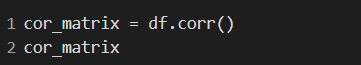 1 cor_matrix = df.corr()
2 cor_matrix